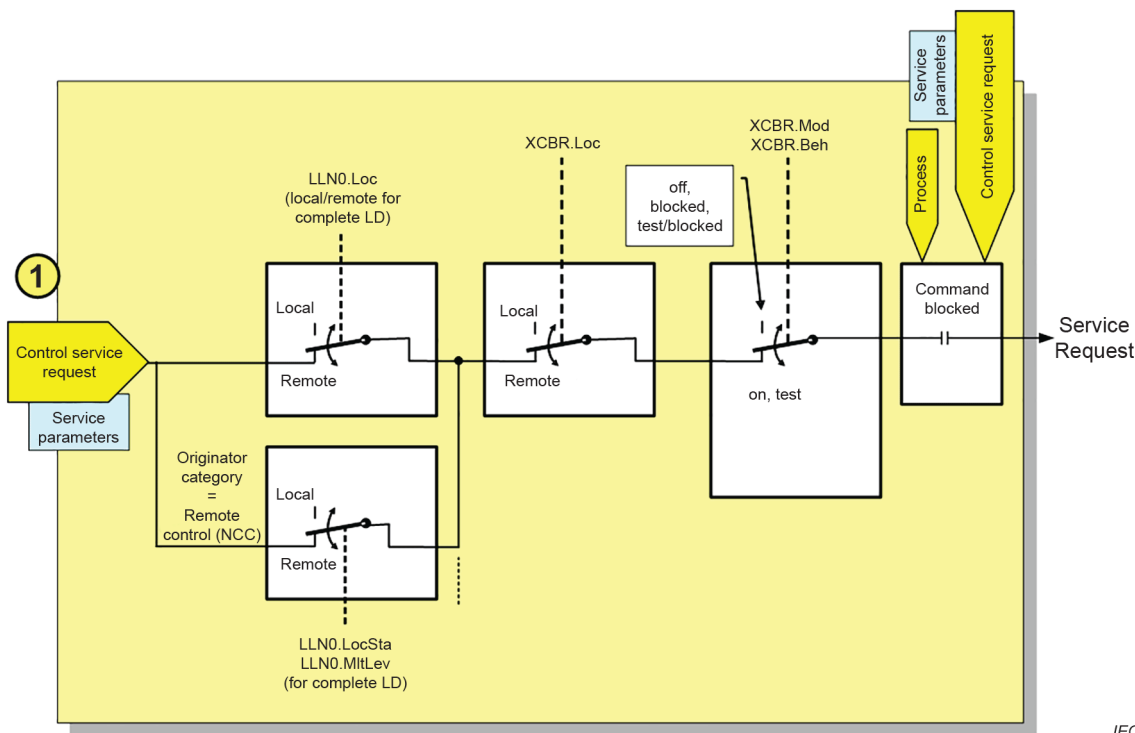 Service
parameters
Control service request
Process
XCBR.Mod
XCBR.Beh
XCBR.Loc
LLN0.Loc
(local/remote for
complete LD)
off,
blocked,
test/blocked
1
Control service
request
Service
parameters
Local
Remote
Local
Remote
on, test
Command
blocked
Service
Request
Originator
category
=
Remote
control (NCC)
Local
Remote
LLN0.LocSta
LLN0.MltLev
(for complete LD)